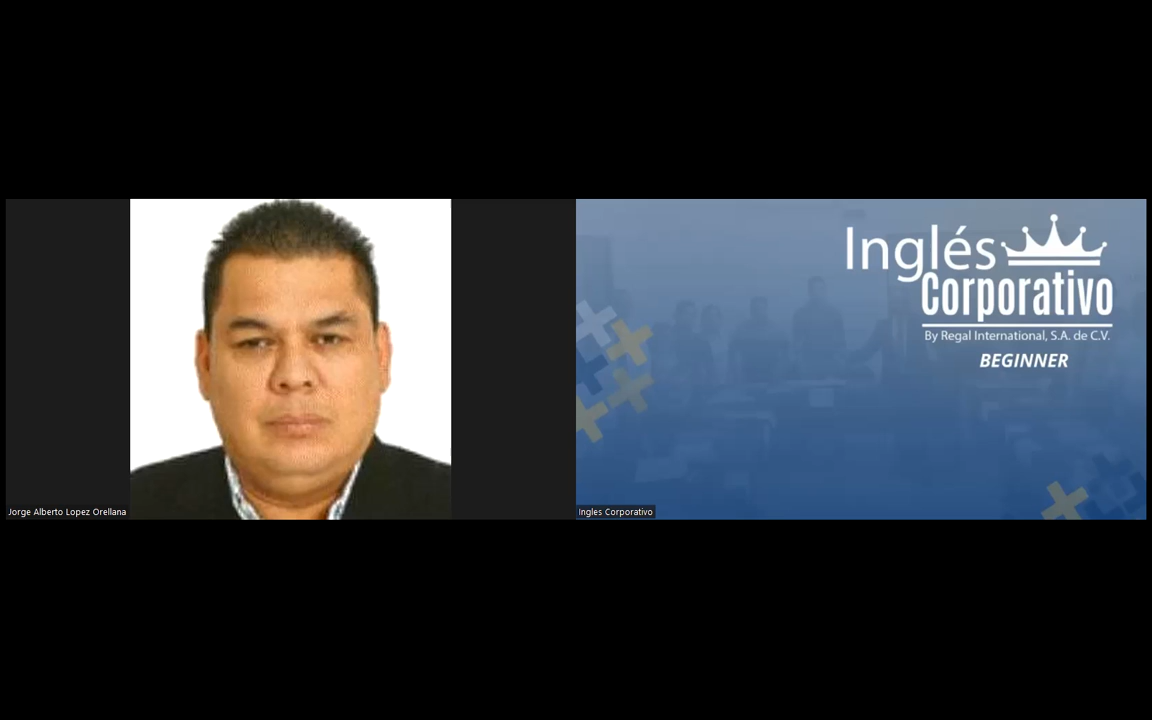 Inglés
Corporativo
By Regal International, S.A. de C.V.
BEGINNER
Jorge Alberto Lopez Orellana
Ingles Corporativo